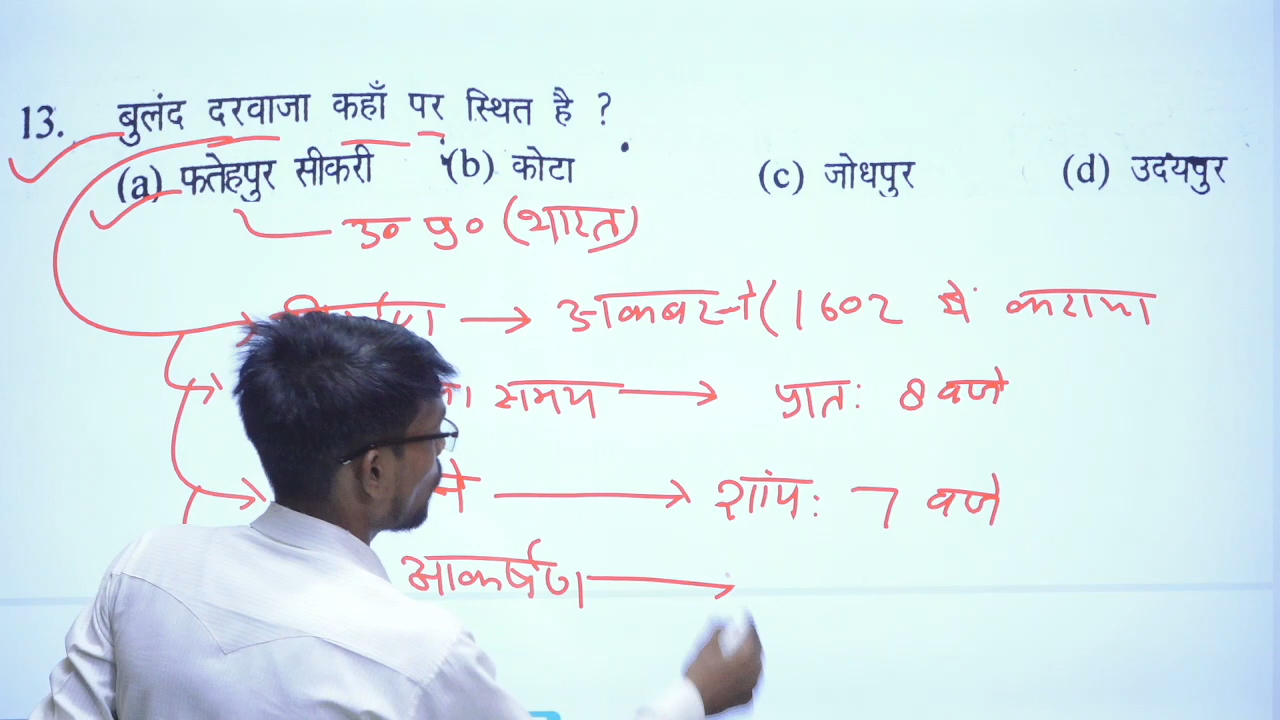 13. बुलंद दरवाजा कहाँ पर स्थित है ?
(a) फतेहपुर सीकरी (b) कोटा (c) जोधपुर (d) उदयपुर
उ० प्र० (भारत)
→ अकबर ने (1602 में कराया
समय → प्रातः 8 बजे
→ शांम: 7 बजे
आकर्षण →